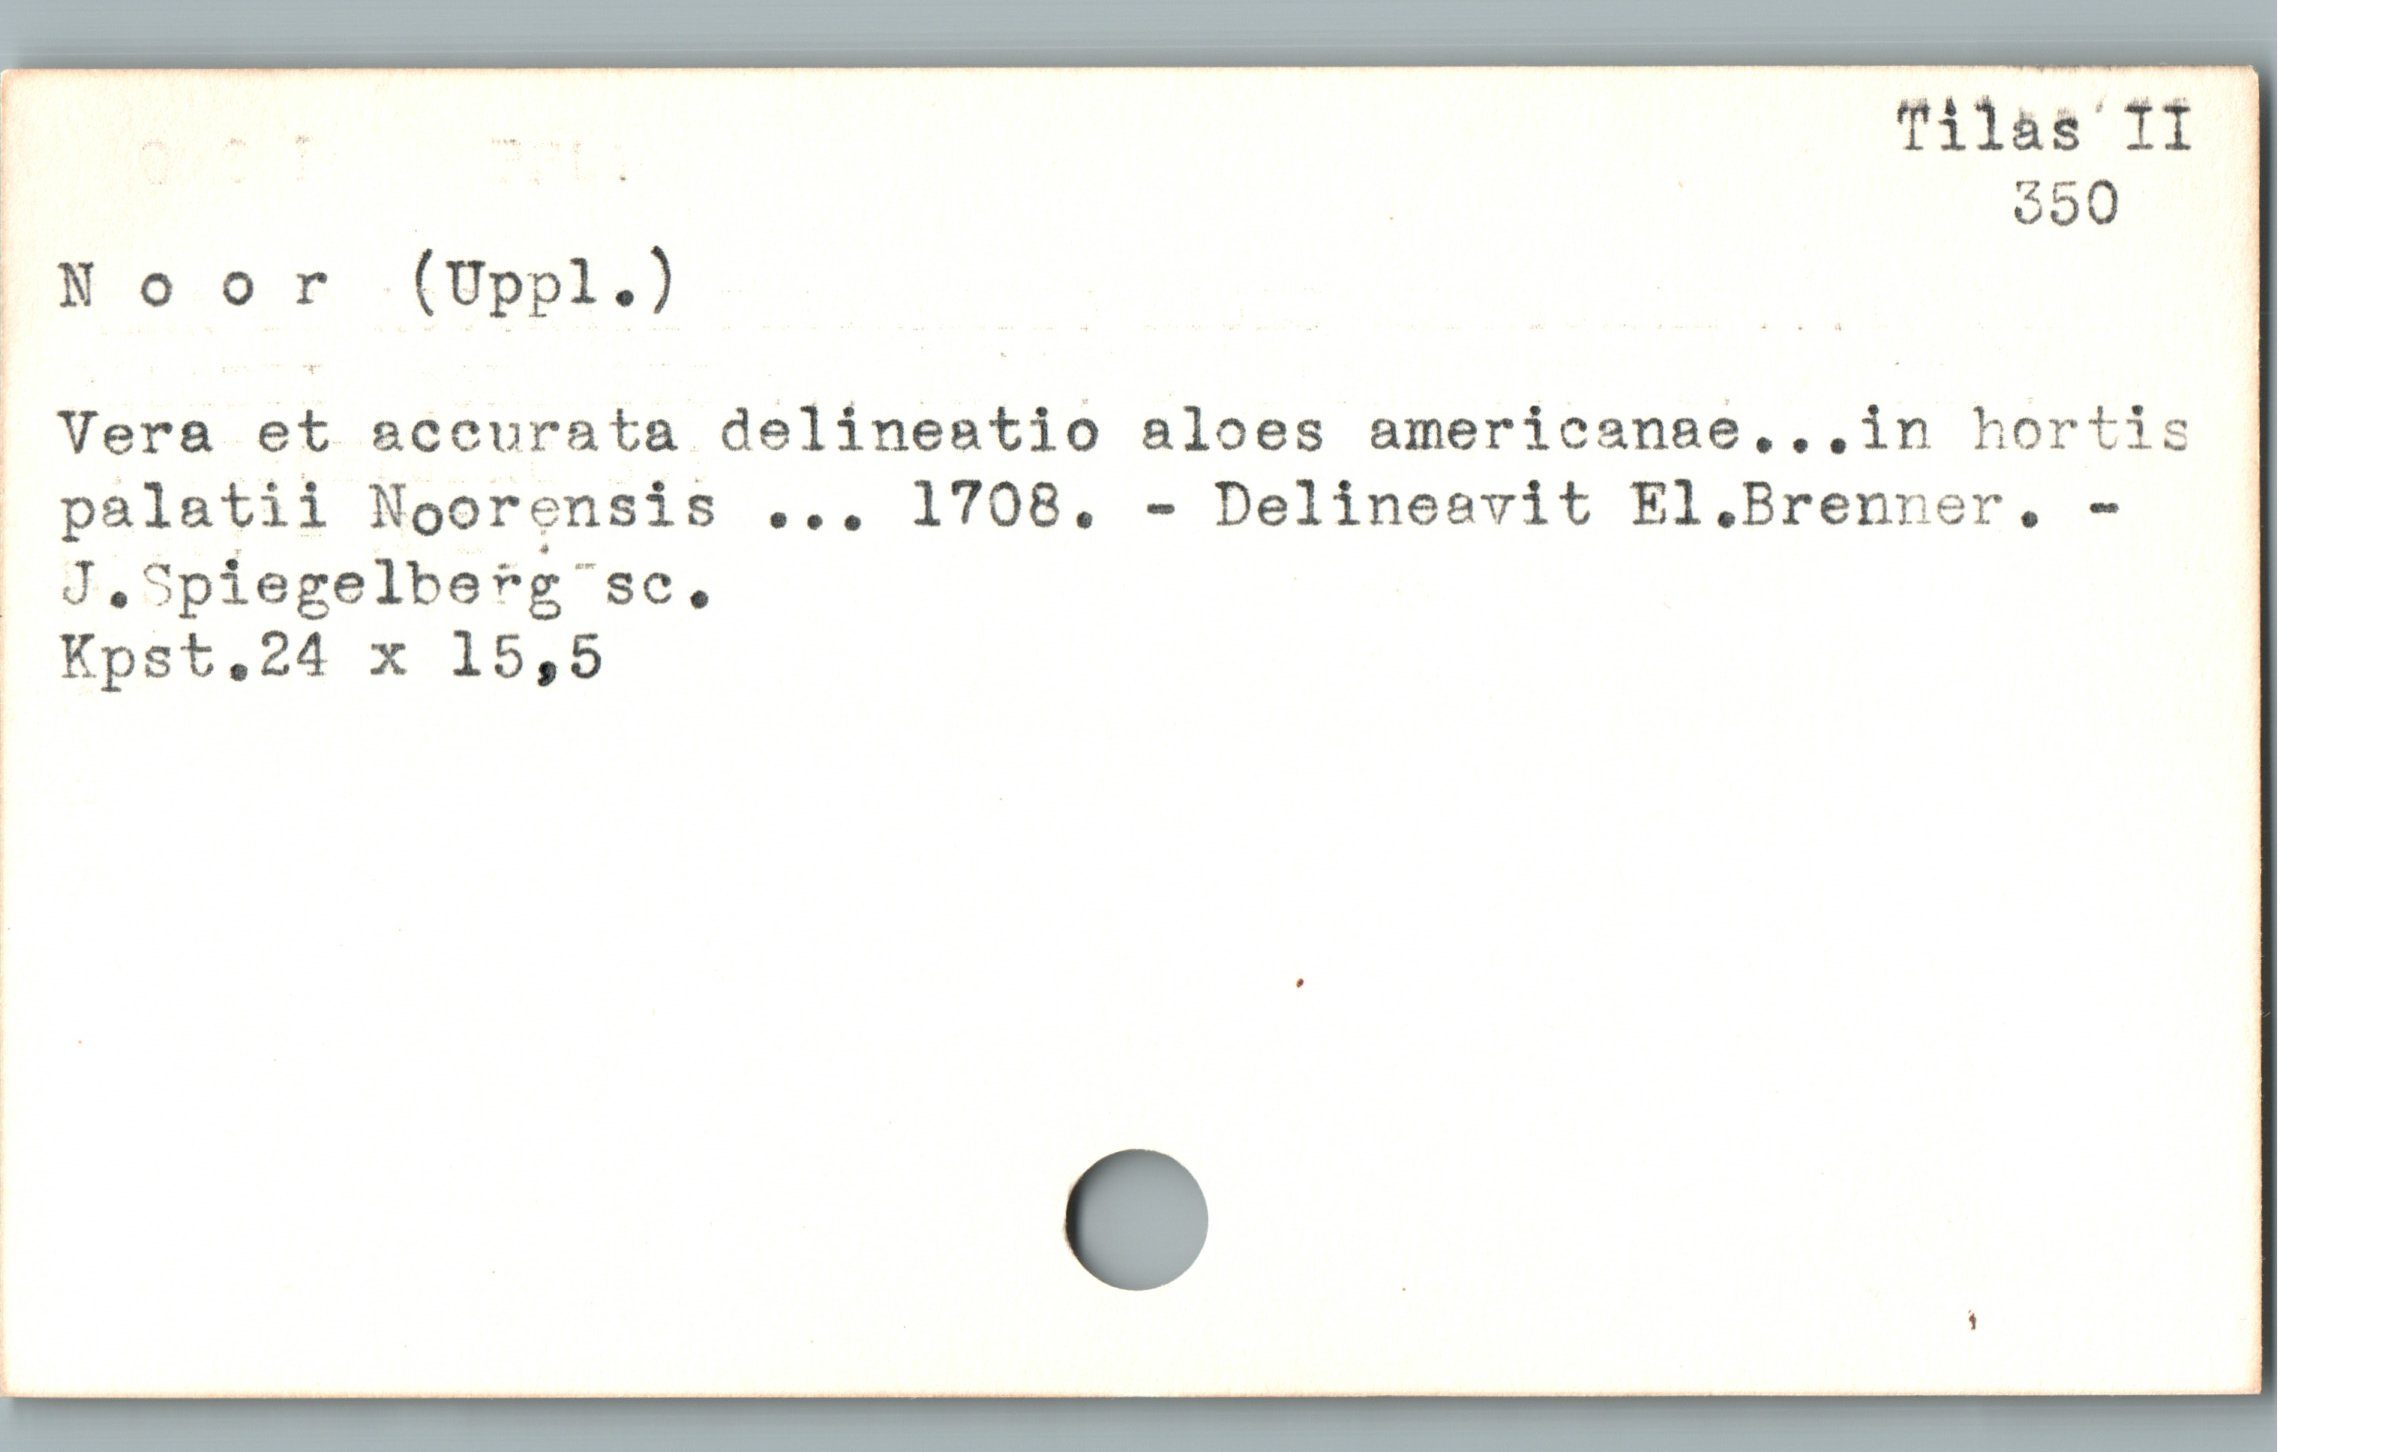 Tilas II
350
N o o r (Uppl.)
Vera et accurata delineatio aloes americanae...in hortis
palatii Noorensis ... 1708. - Delineavit El.Brenner. -
J.Spiegelberg sc.
Kpst.24 x 15,5